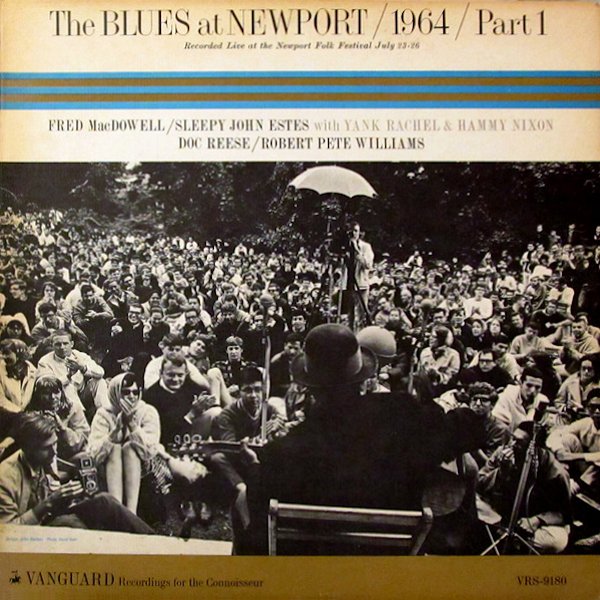 The BLUES at NEWPORT / 1964 / Part 1
Recorded Live at the Newport Folk Festival July 23-26
FRED MacDOWELL/SLEEPY JOHN ESTES with YANK RACHEL & HAMMY NIXON
DOC REESE/ROBERT PETE WILLIAMS
VANGUARD Recordings for the Connoisseur
VRS-9180